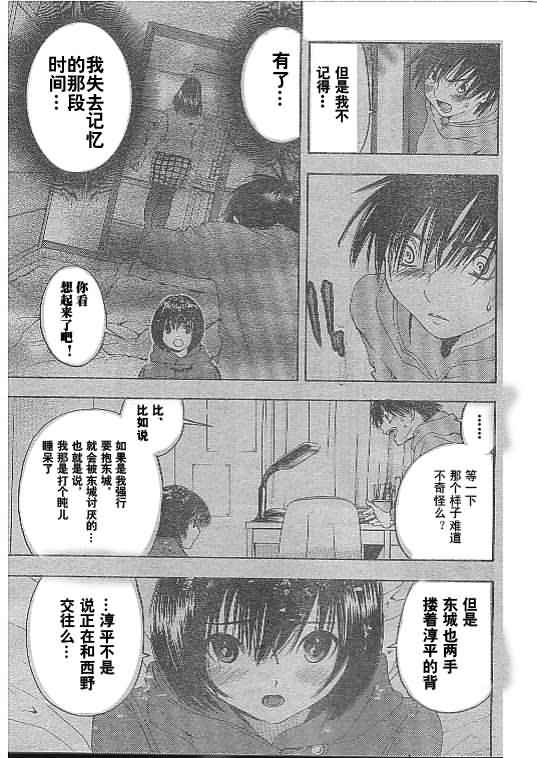 但是我不
记得…
有了…
我失去记忆
的那段
时间…
你看
想起来了吧！
……
等一下
那个样子难道
不奇怪么？
比、
比如说
如果是我强行
要抱东城，
就会被东城讨厌的…
也就是说，
我那是打个盹儿
睡呆了
但是
东城也两手
搂着淳平的背
…淳平不是
说正在和西野
交往么…